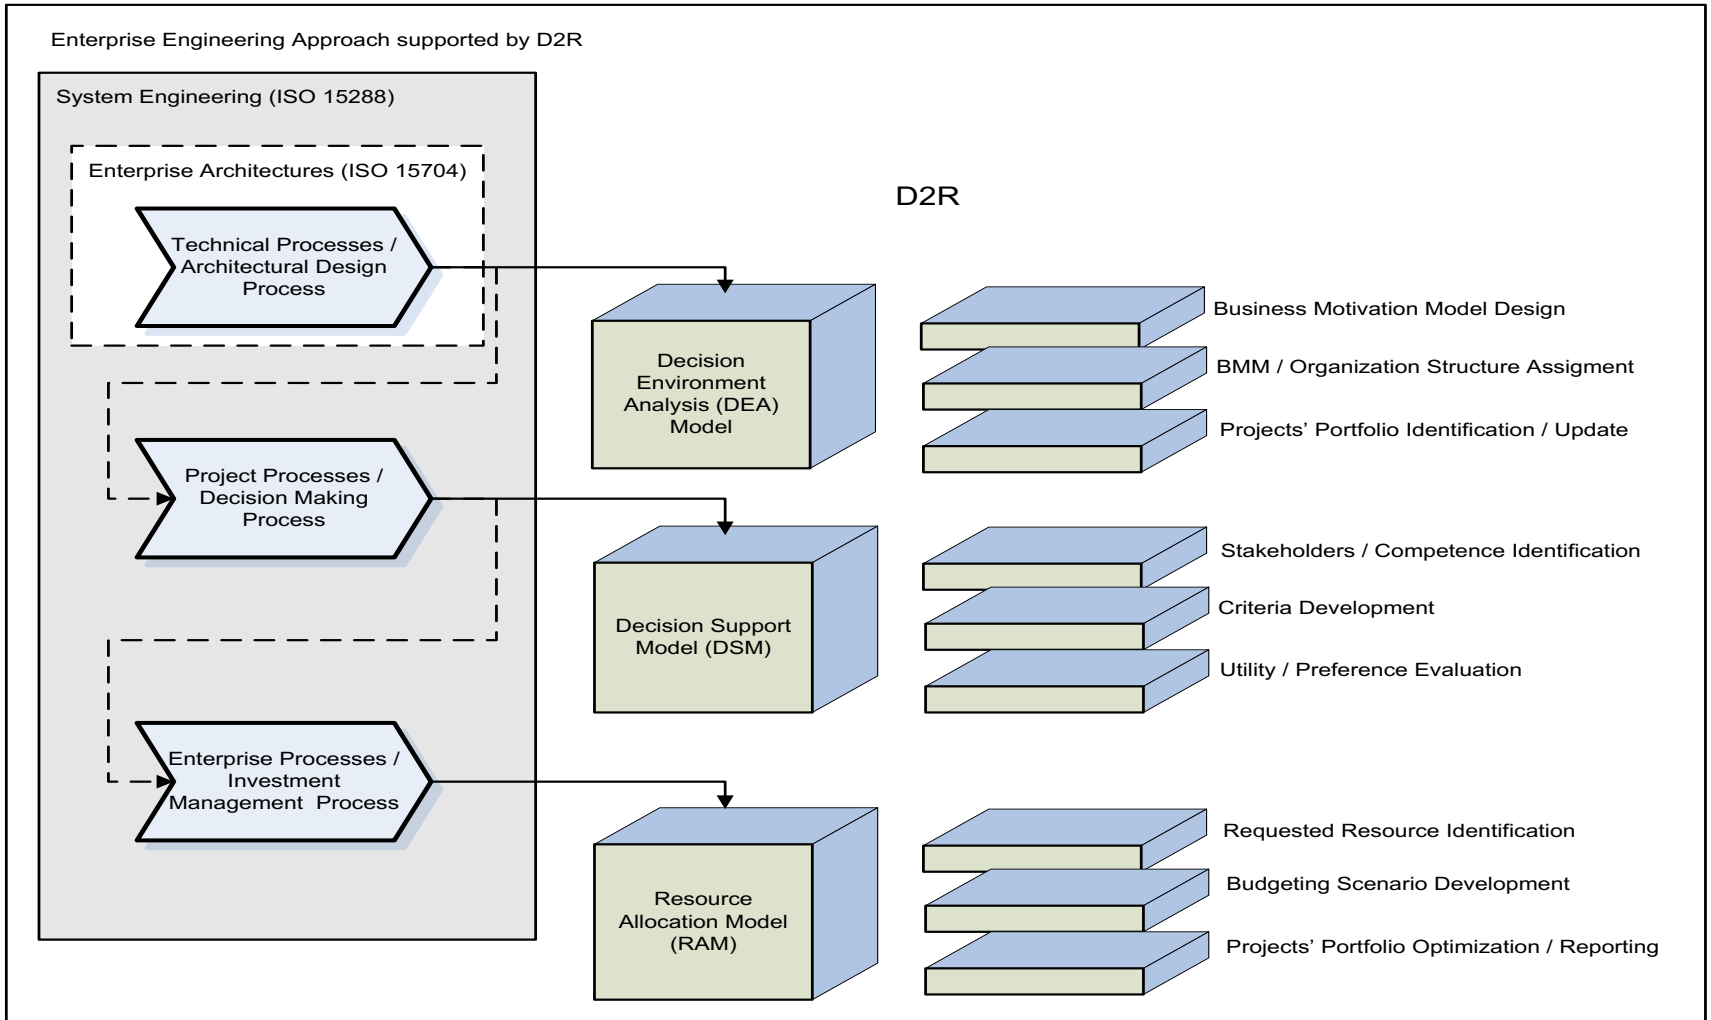 Enterprise Engineering Approach supported by D2R
System Engineering (ISO 15288)
Enterprise Architectures (ISO 15704)
Technical Processes /
Architectural Design
Process
D2R
Decision
Environment
Analysis (DEA)
Model
Business Motivation Model Design
BMM / Organization Structure Assigment
Projects' Portfolio Identification / Update
Project Processes /
Decision Making
Process
Decision Support
Model (DSM)
Stakeholders / Competence Identification
Criteria Development
Utility / Preference Evaluation
Enterprise Processes /
Investment
Management  Process
Resource
Allocation Model
(RAM)
Requested Resource Identification
Budgeting Scenario Development
Projects' Portfolio Optimization / Reporting